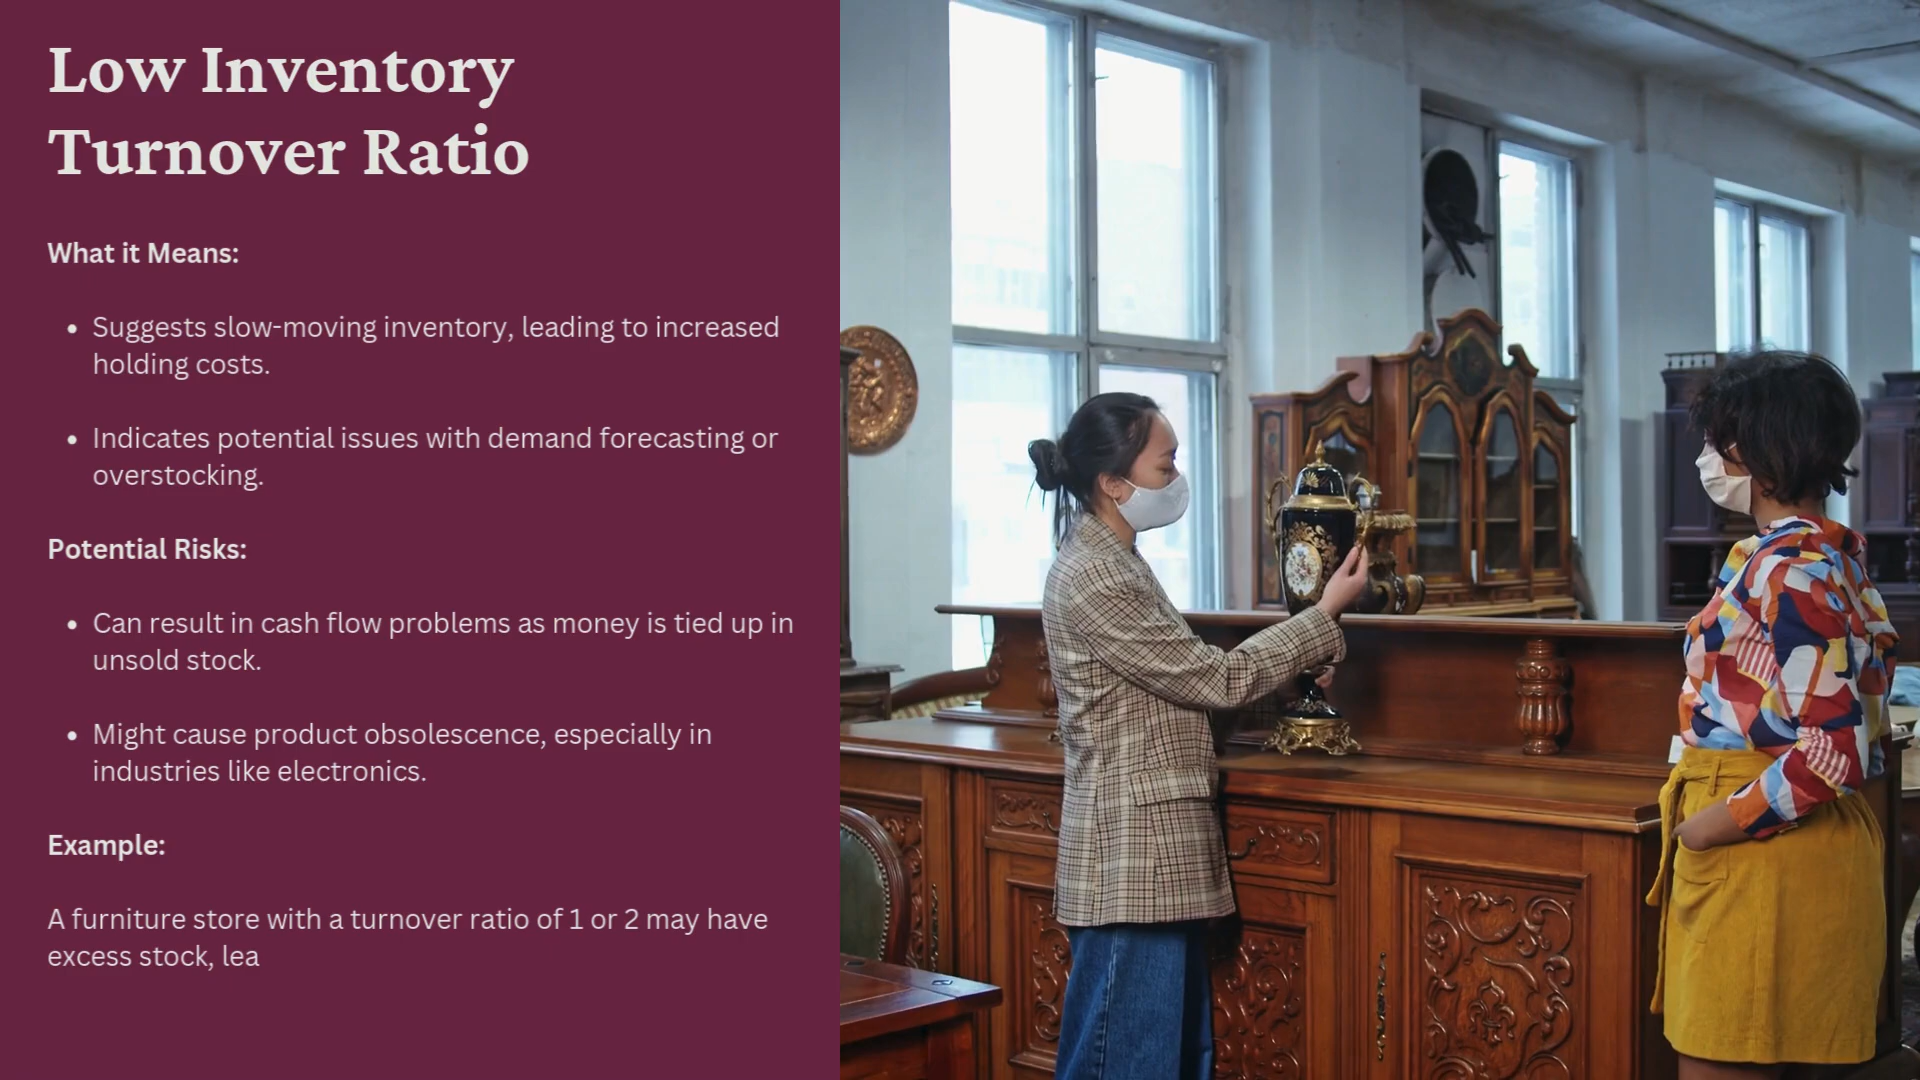 Low Inventory
Turnover Ratio
What it Means:
• Suggests slow-moving inventory, leading to increased
holding costs.
• Indicates potential issues with demand forecasting or
overstocking.
Potential Risks:
• Can result in cash flow problems as money is tied up in
unsold stock.
• Might cause product obsolescence, especially in
industries like electronics.
Example:
A furniture store with a turnover ratio of 1 or 2 may have
excess stock, lea